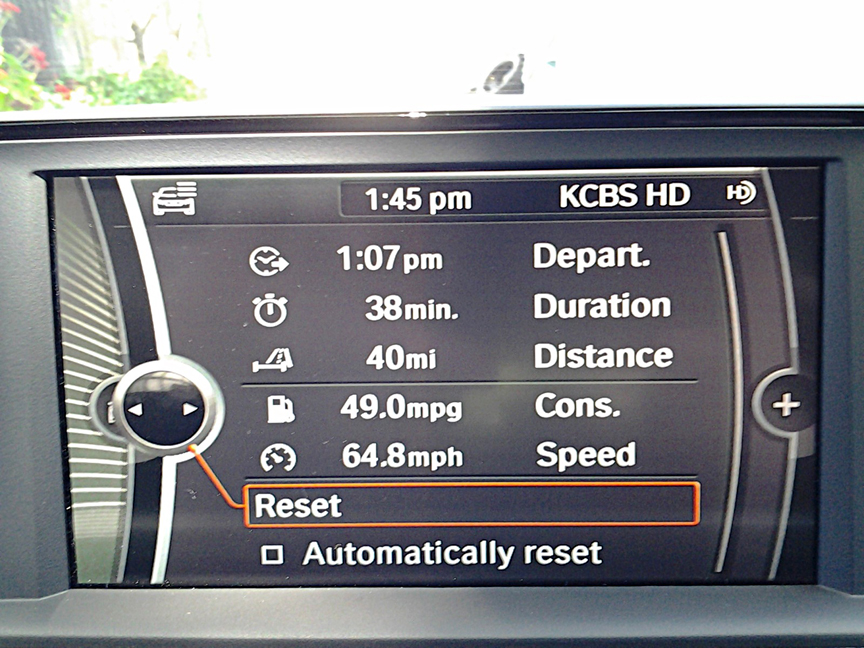 1:45 pm KCBS HD HD
1:07pm Depart.
38min. Duration
40mi Distance
49.0mpg Cons.
64.8mph Speed
Reset
Automatically reset